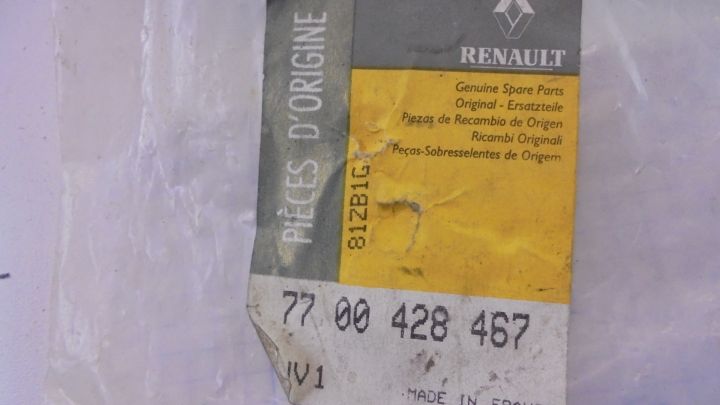 PIÈCES D'ORIGINE
RENAULT
Genuine Spare Parts
Original - Ersatzteile
Piezas de Recambio de Origen
Ricambi Originali
Peças-Sobresselentes de Origem
81ZB1G
77 00 428 467
IV1
MADE IN FRANCE